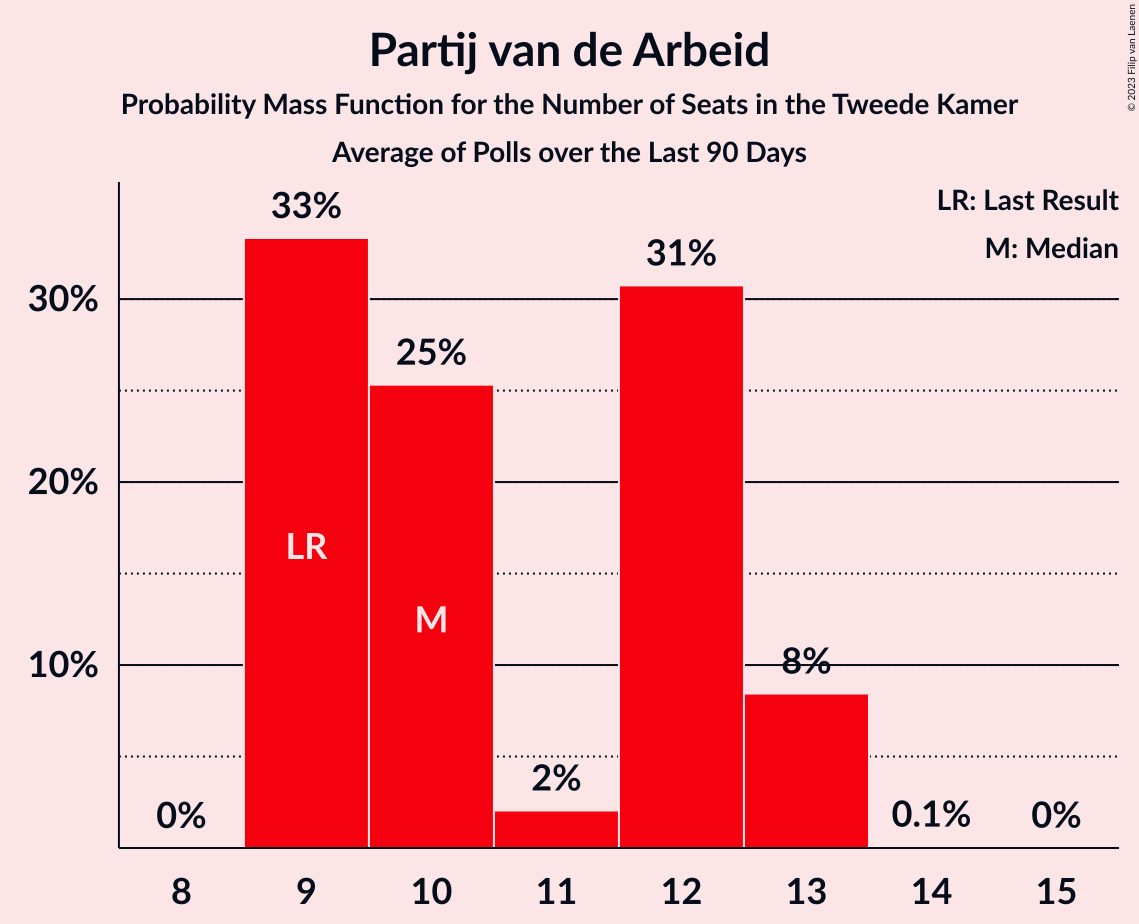 Partij van de Arbeid
Probability Mass Function for the Number of Seats in the Tweede Kamer
Average of Polls over the Last 90 Days
© 2023 Filip van Laenen
LR: Last Result
M: Median
33%
31%
30%
25%
20%
LR
M
10%
8%
2%
0%
0.1%
0%
8 9 10 11 12 13 14 15